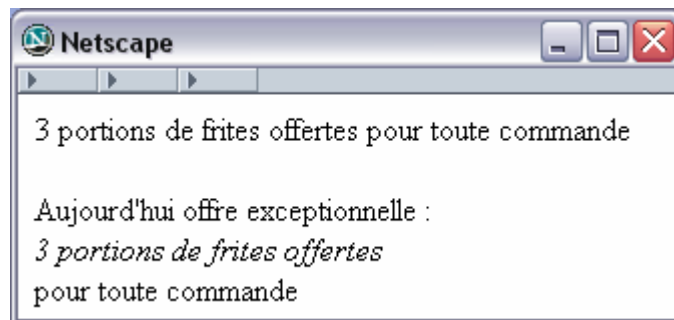 Netscape
3 portions de frites offertes pour toute commande
Aujourd'hui offre exceptionnelle :
3 portions de frites offertes
pour toute commande